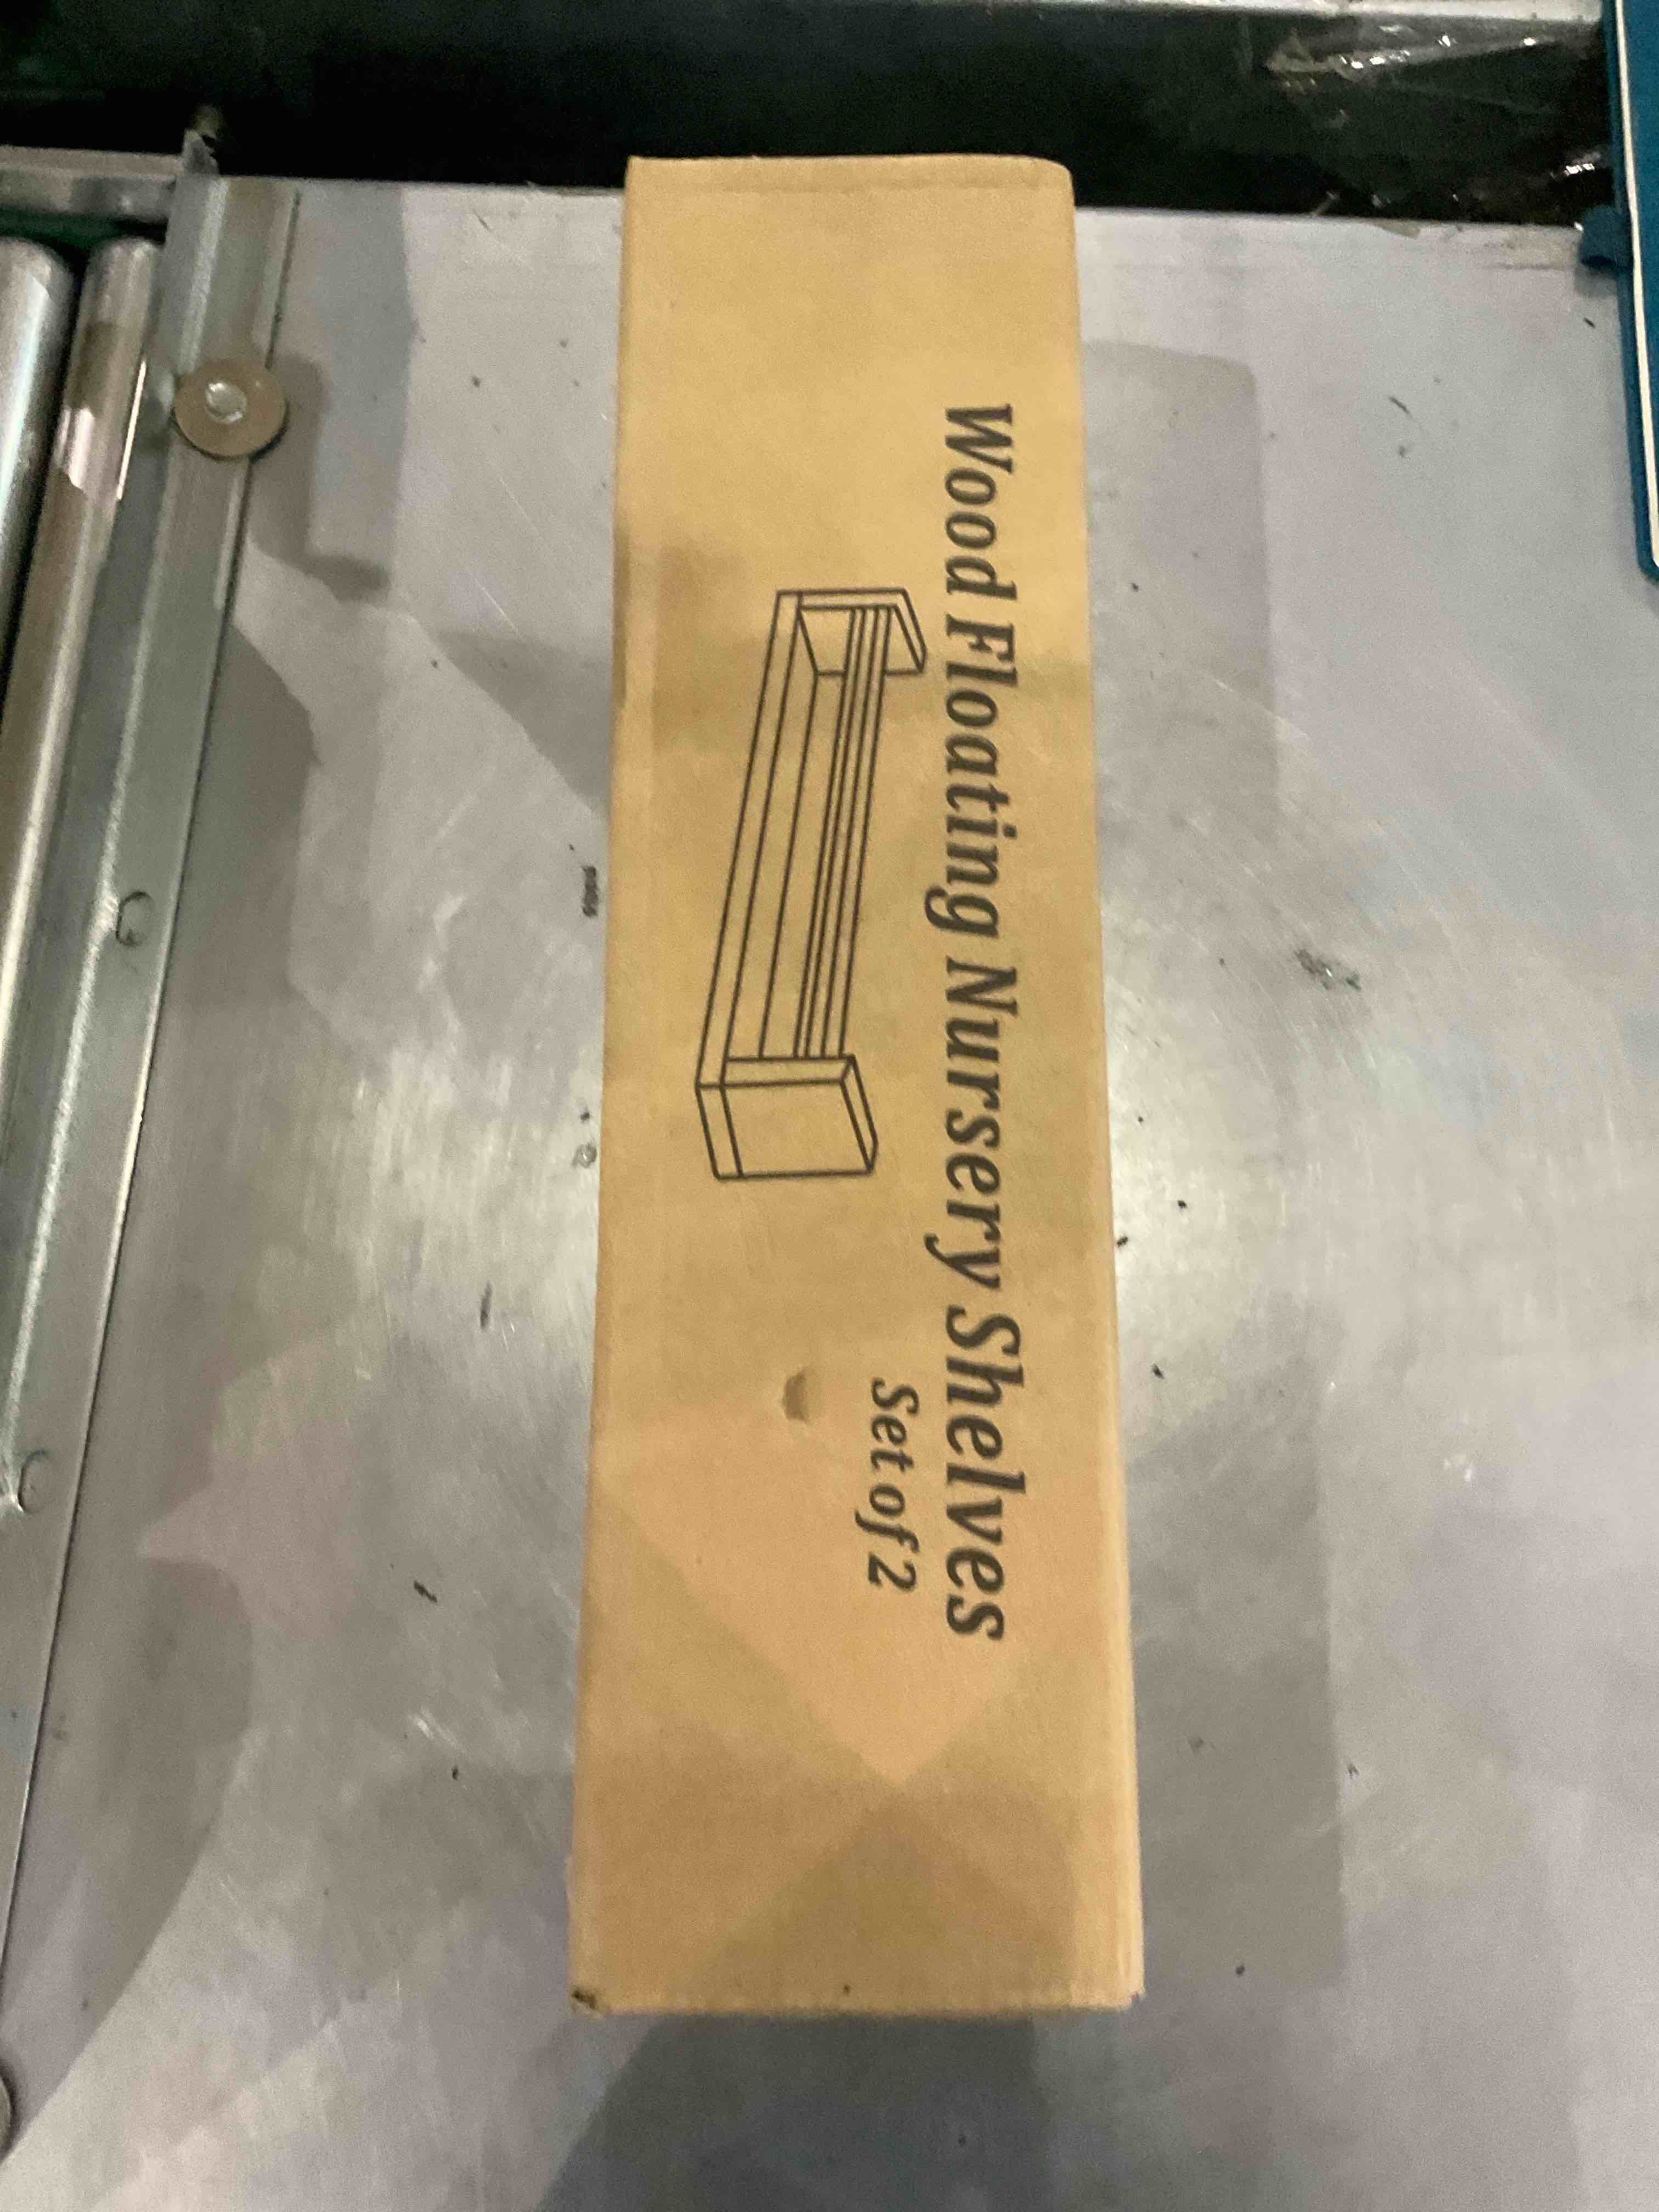 Wood Floating Nursery Shelves
Set of 2